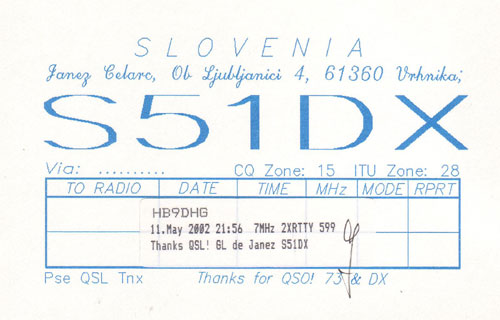 SLOVENIA
Janez Celarc, Ob Ljubljanici 4, 61360 Vrhnika;
S51DX
Via: .......... CQ Zone: 15 ITU Zone: 28
TO RADIO DATE TIME MHz MODE RPRT
HB9DHG
11.May 2002 21:56 7MHz 2XRTTY 599
Thanks QSL! GL de Janez S51DX
Pse QSL Tnx Thanks for QSO! 73 & DX